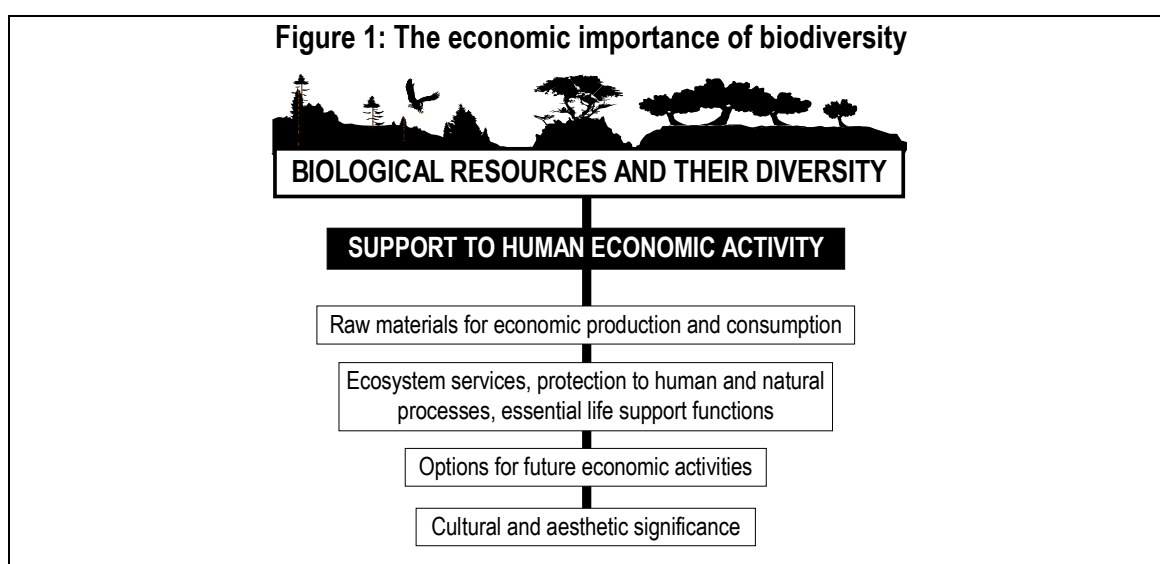 Figure 1: The economic importance of biodiversity
BIOLOGICAL RESOURCES AND THEIR DIVERSITY
SUPPORT TO HUMAN ECONOMIC ACTIVITY
Raw materials for economic production and consumption
Ecosystem services, protection to human and natural
processes, essential life support functions
Options for future economic activities
Cultural and aesthetic significance